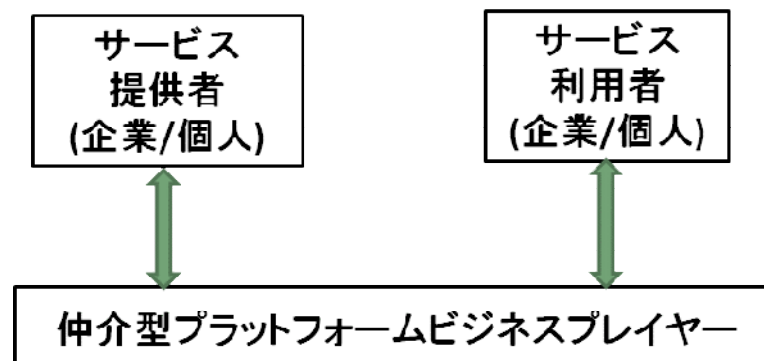 サービス
提供者
(企業/個人)
サービス
利用者
(企業/個人)
仲介型プラットフォームビジネスプレイヤー